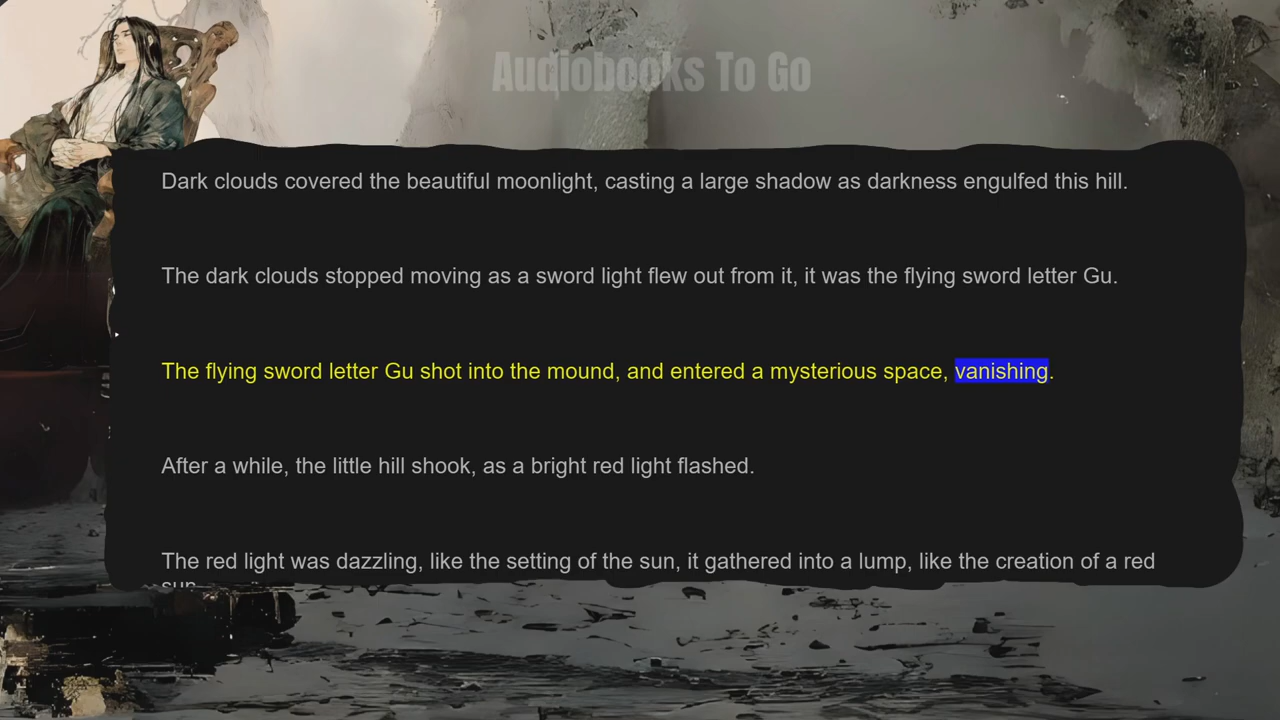 Audiobooks To Go
Dark clouds covered the beautiful moonlight, casting a large shadow as darkness engulfed this hill.
The dark clouds stopped moving as a sword light flew out from it, it was the flying sword letter Gu.
The flying sword letter Gu shot into the mound, and entered a mysterious space, vanishing.
After a while, the little hill shook, as a bright red light flashed.
The red light was dazzling, like the setting of the sun, it gathered into a lump, like the creation of a red
sun